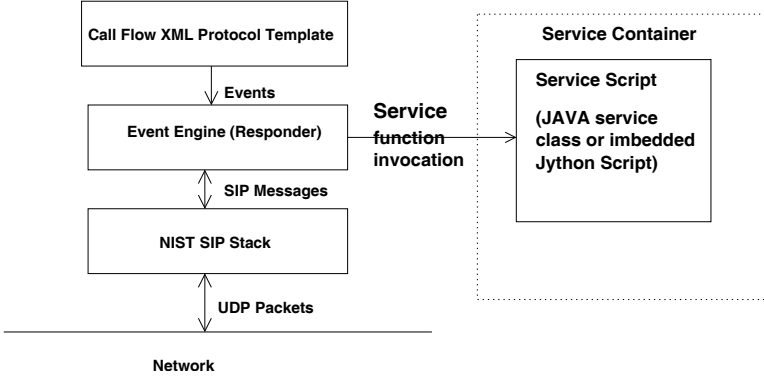 Call Flow XML Protocol Template
Events
Event Engine (Responder)
SIP Messages
NIST SIP Stack
UDP Packets
Network
Service
function
invocation
Service Container
Service Script
(JAVA service
class or imbedded
Jython Script)